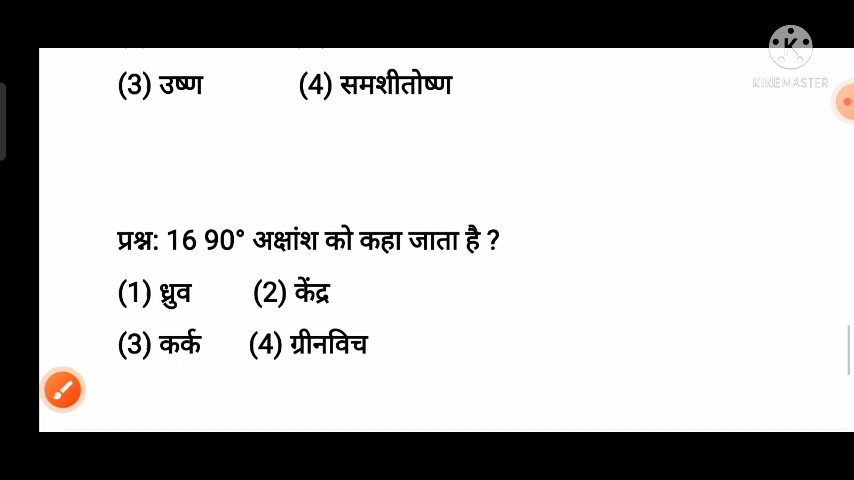 (3) उष्ण (4) समशीतोष्ण
KINEMASTER
प्रश्न: 16 90° अक्षांश को कहा जाता है ?
(1) ध्रुव (2) केंद्र
(3) कर्क (4) ग्रीनविच